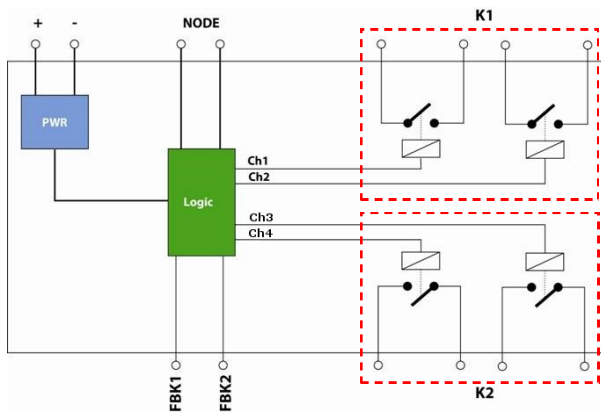 + - NODE K1
PWR
Logic
Ch1
Ch2
Ch3
Ch4
FBK1
FBK2
K2